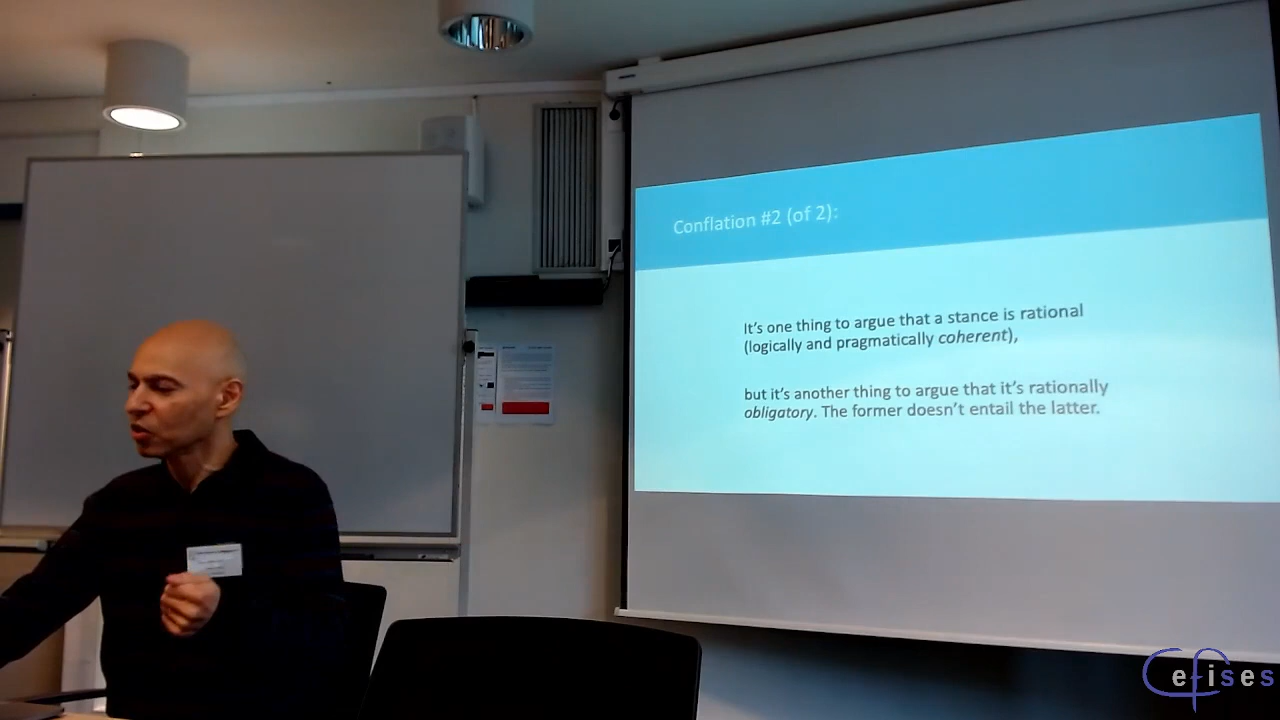 Conflation #2 (of 2):
It's one thing to argue that a stance is rational
(logically and pragmatically coherent),
but it's another thing to argue that it's rationally
obligatory. The former doesn't entail the latter.
Cefises